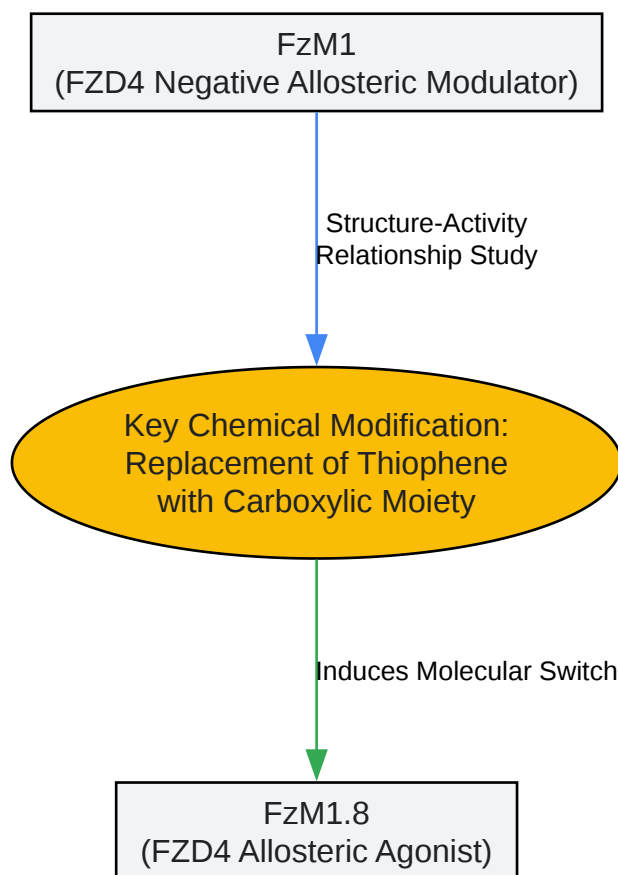 FzM1
(FZD4 Negative Allosteric Modulator)
Structure-Activity
Relationship Study
Key Chemical Modification:
Replacement of Thiophene
with Carboxylic Moiety
Induces Molecular Switch
FzM1.8
(FZD4 Allosteric Agonist)